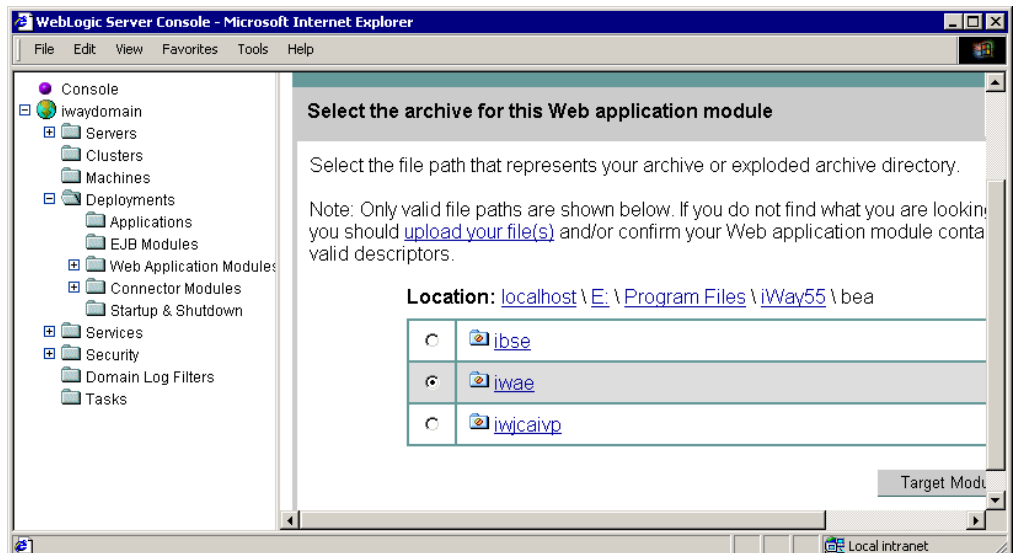 WebLogic Server Console - Microsoft Internet Explorer
File Edit View Favorites Tools Help
Console
iwaydomain
Servers
Clusters
Machines
Deployments
Applications
EJB Modules
Web Application Modules
Connector Modules
Startup & Shutdown
Services
Security
Domain Log Filters
Tasks
Select the archive for this Web application module
Select the file path that represents your archive or exploded archive directory.
Note: Only valid file paths are shown below. If you do not find what you are looking
you should upload your file(s) and/or confirm your Web application module conta
valid descriptors.
Location: localhost \ E: \ Program Files \ iWay55 \ bea
ibse
iwae
iwjcaivp
Target Modu
Local intranet